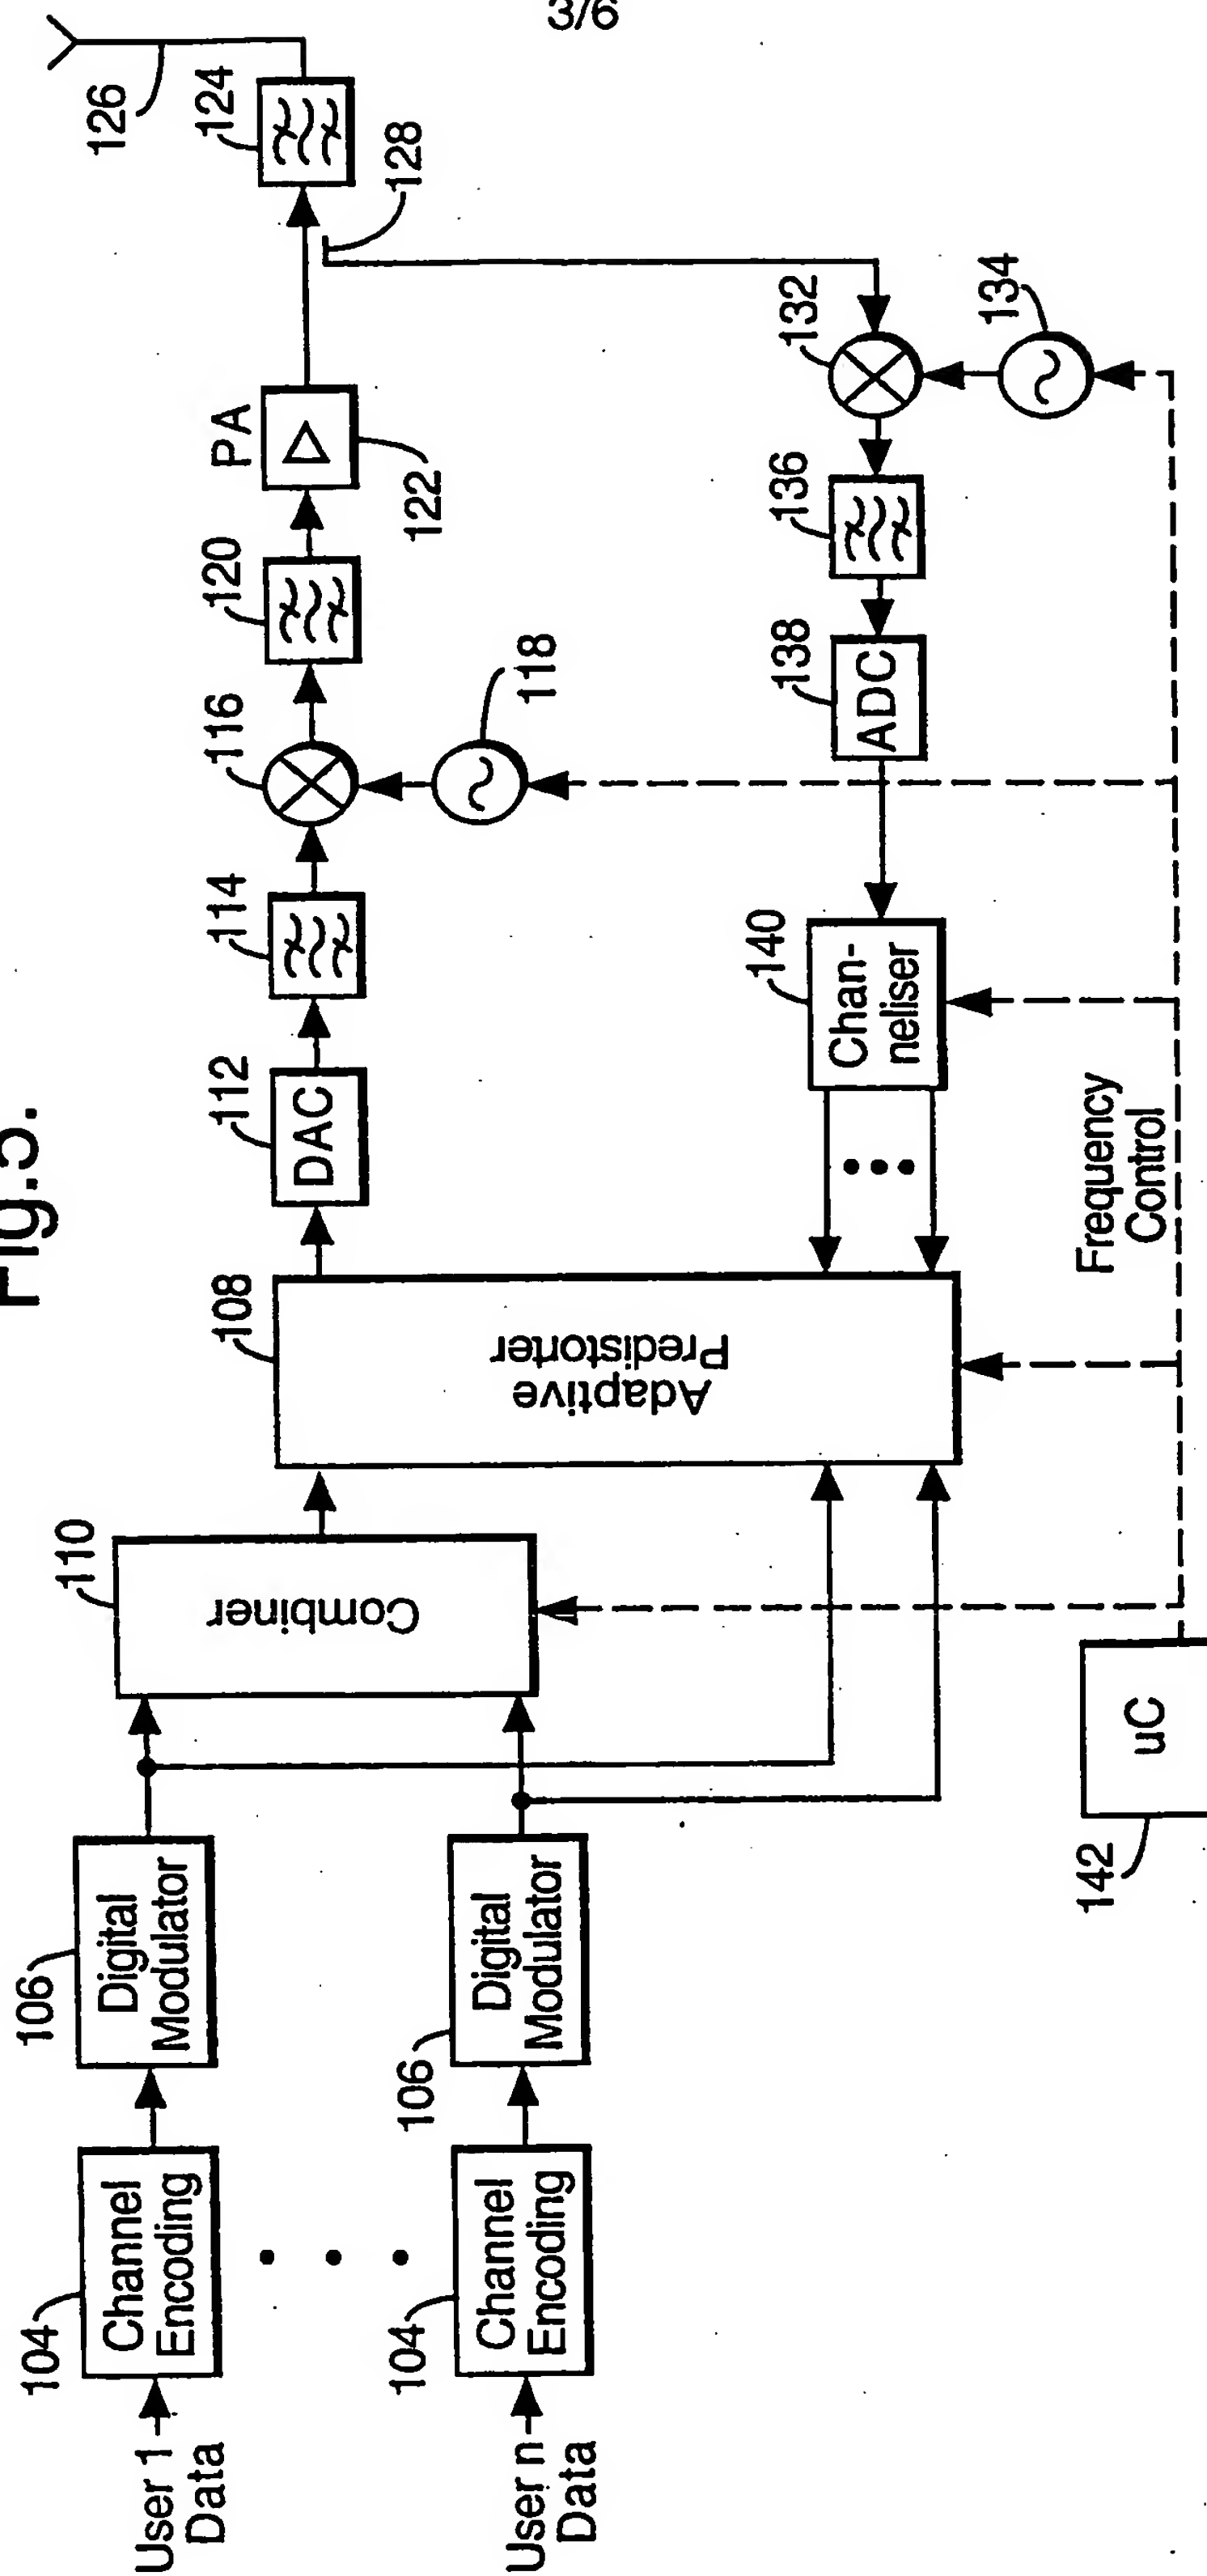 3/6
Fig.5.
User 1
Data
104
Channel
Encoding
106
Digital
Modulator
User n
Data
104
Channel
Encoding
106
Digital
Modulator
110
Combiner
108
Adaptive
Predistorter
112
DAC
114
116
118
120
PA
122
124
126
128
132
134
136
138
ADC
140
Chan-
neliser
Frequency
Control
142
uC